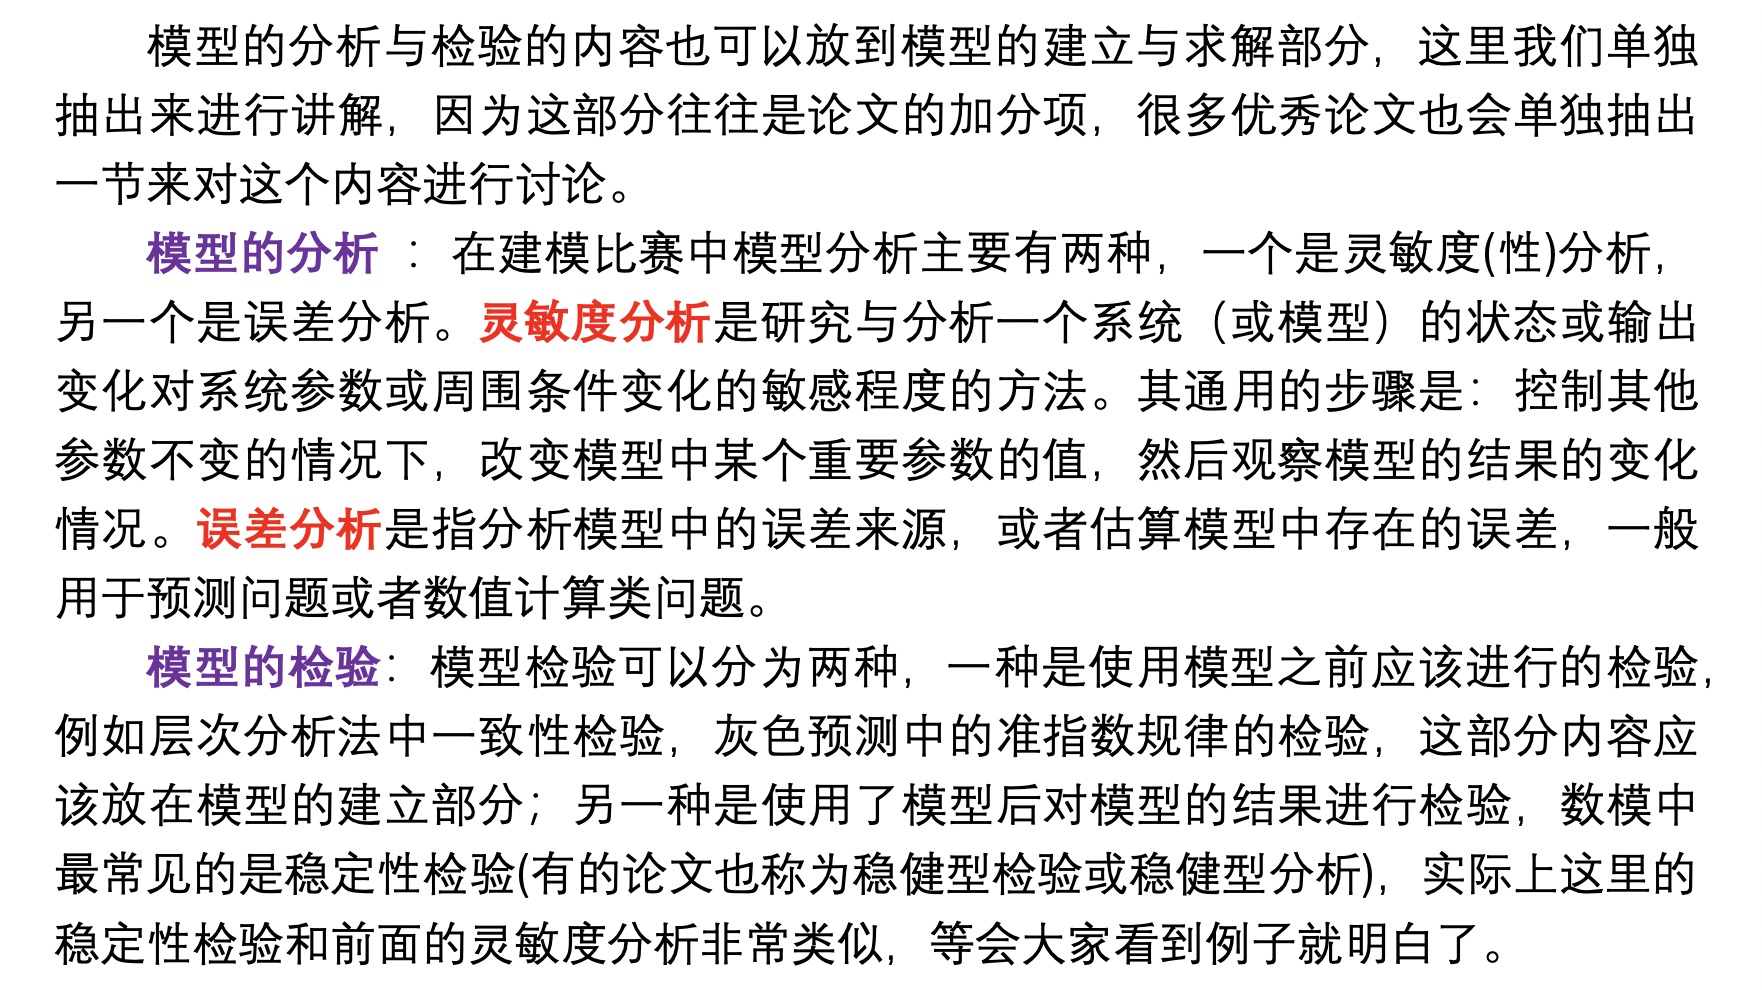 模型的分析与检验的内容也可以放到模型的建立与求解部分，这里我们单独
抽出来进行讲解，因为这部分往往是论文的加分项，很多优秀论文也会单独抽出
一节来对这个内容进行讨论。
模型的分析 ：在建模比赛中模型分析主要有两种，一个是灵敏度(性)分析，
另一个是误差分析。灵敏度分析是研究与分析一个系统（或模型）的状态或输出
变化对系统参数或周围条件变化的敏感程度的方法。其通用的步骤是：控制其他
参数不变的情况下，改变模型中某个重要参数的值，然后观察模型的结果的变化
情况。误差分析是指分析模型中的误差来源，或者估算模型中存在的误差，一般
用于预测问题或者数值计算类问题。
模型的检验：模型检验可以分为两种，一种是使用模型之前应该进行的检验，
例如层次分析法中一致性检验，灰色预测中的准指数规律的检验，这部分内容应
该放在模型的建立部分；另一种是使用了模型后对模型的结果进行检验，数模中
最常见的是稳定性检验(有的论文也称为稳健型检验或稳健型分析)，实际上这里的
稳定性检验和前面的灵敏度分析非常类似，等会大家看到例子就明白了。